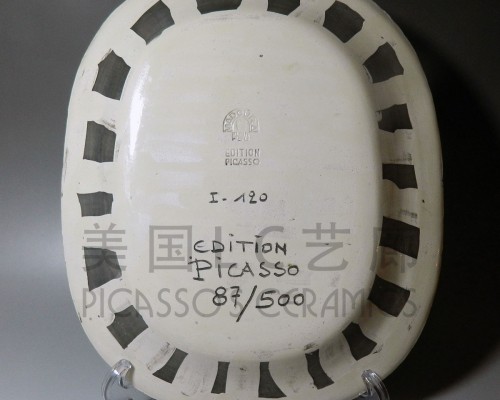 EDITION
PICASSO
I-120
EDITION
PICASSO
87/500
美国LC艺廊
PICASSO'S CERAMICS